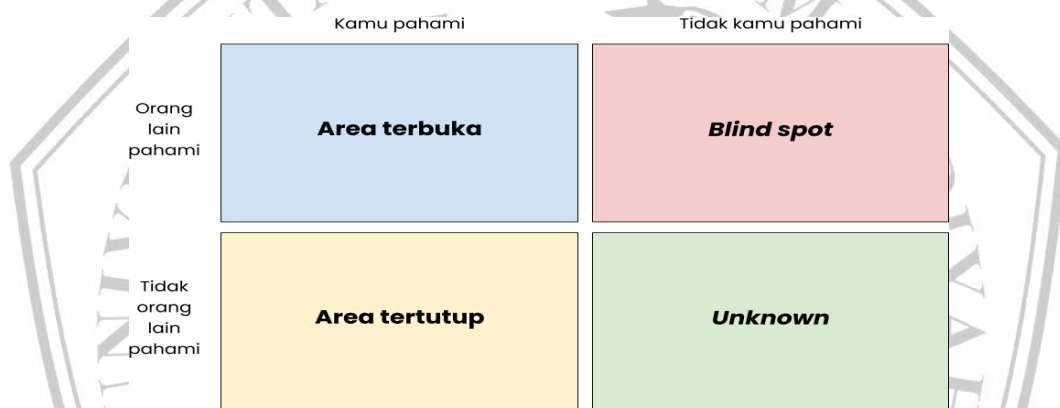 Kamu pahami
Tidak kamu pahami
Orang
lain
pahami
Area terbuka
Blind spot
Tidak
orang
lain
pahami
Area tertutup
Unknown